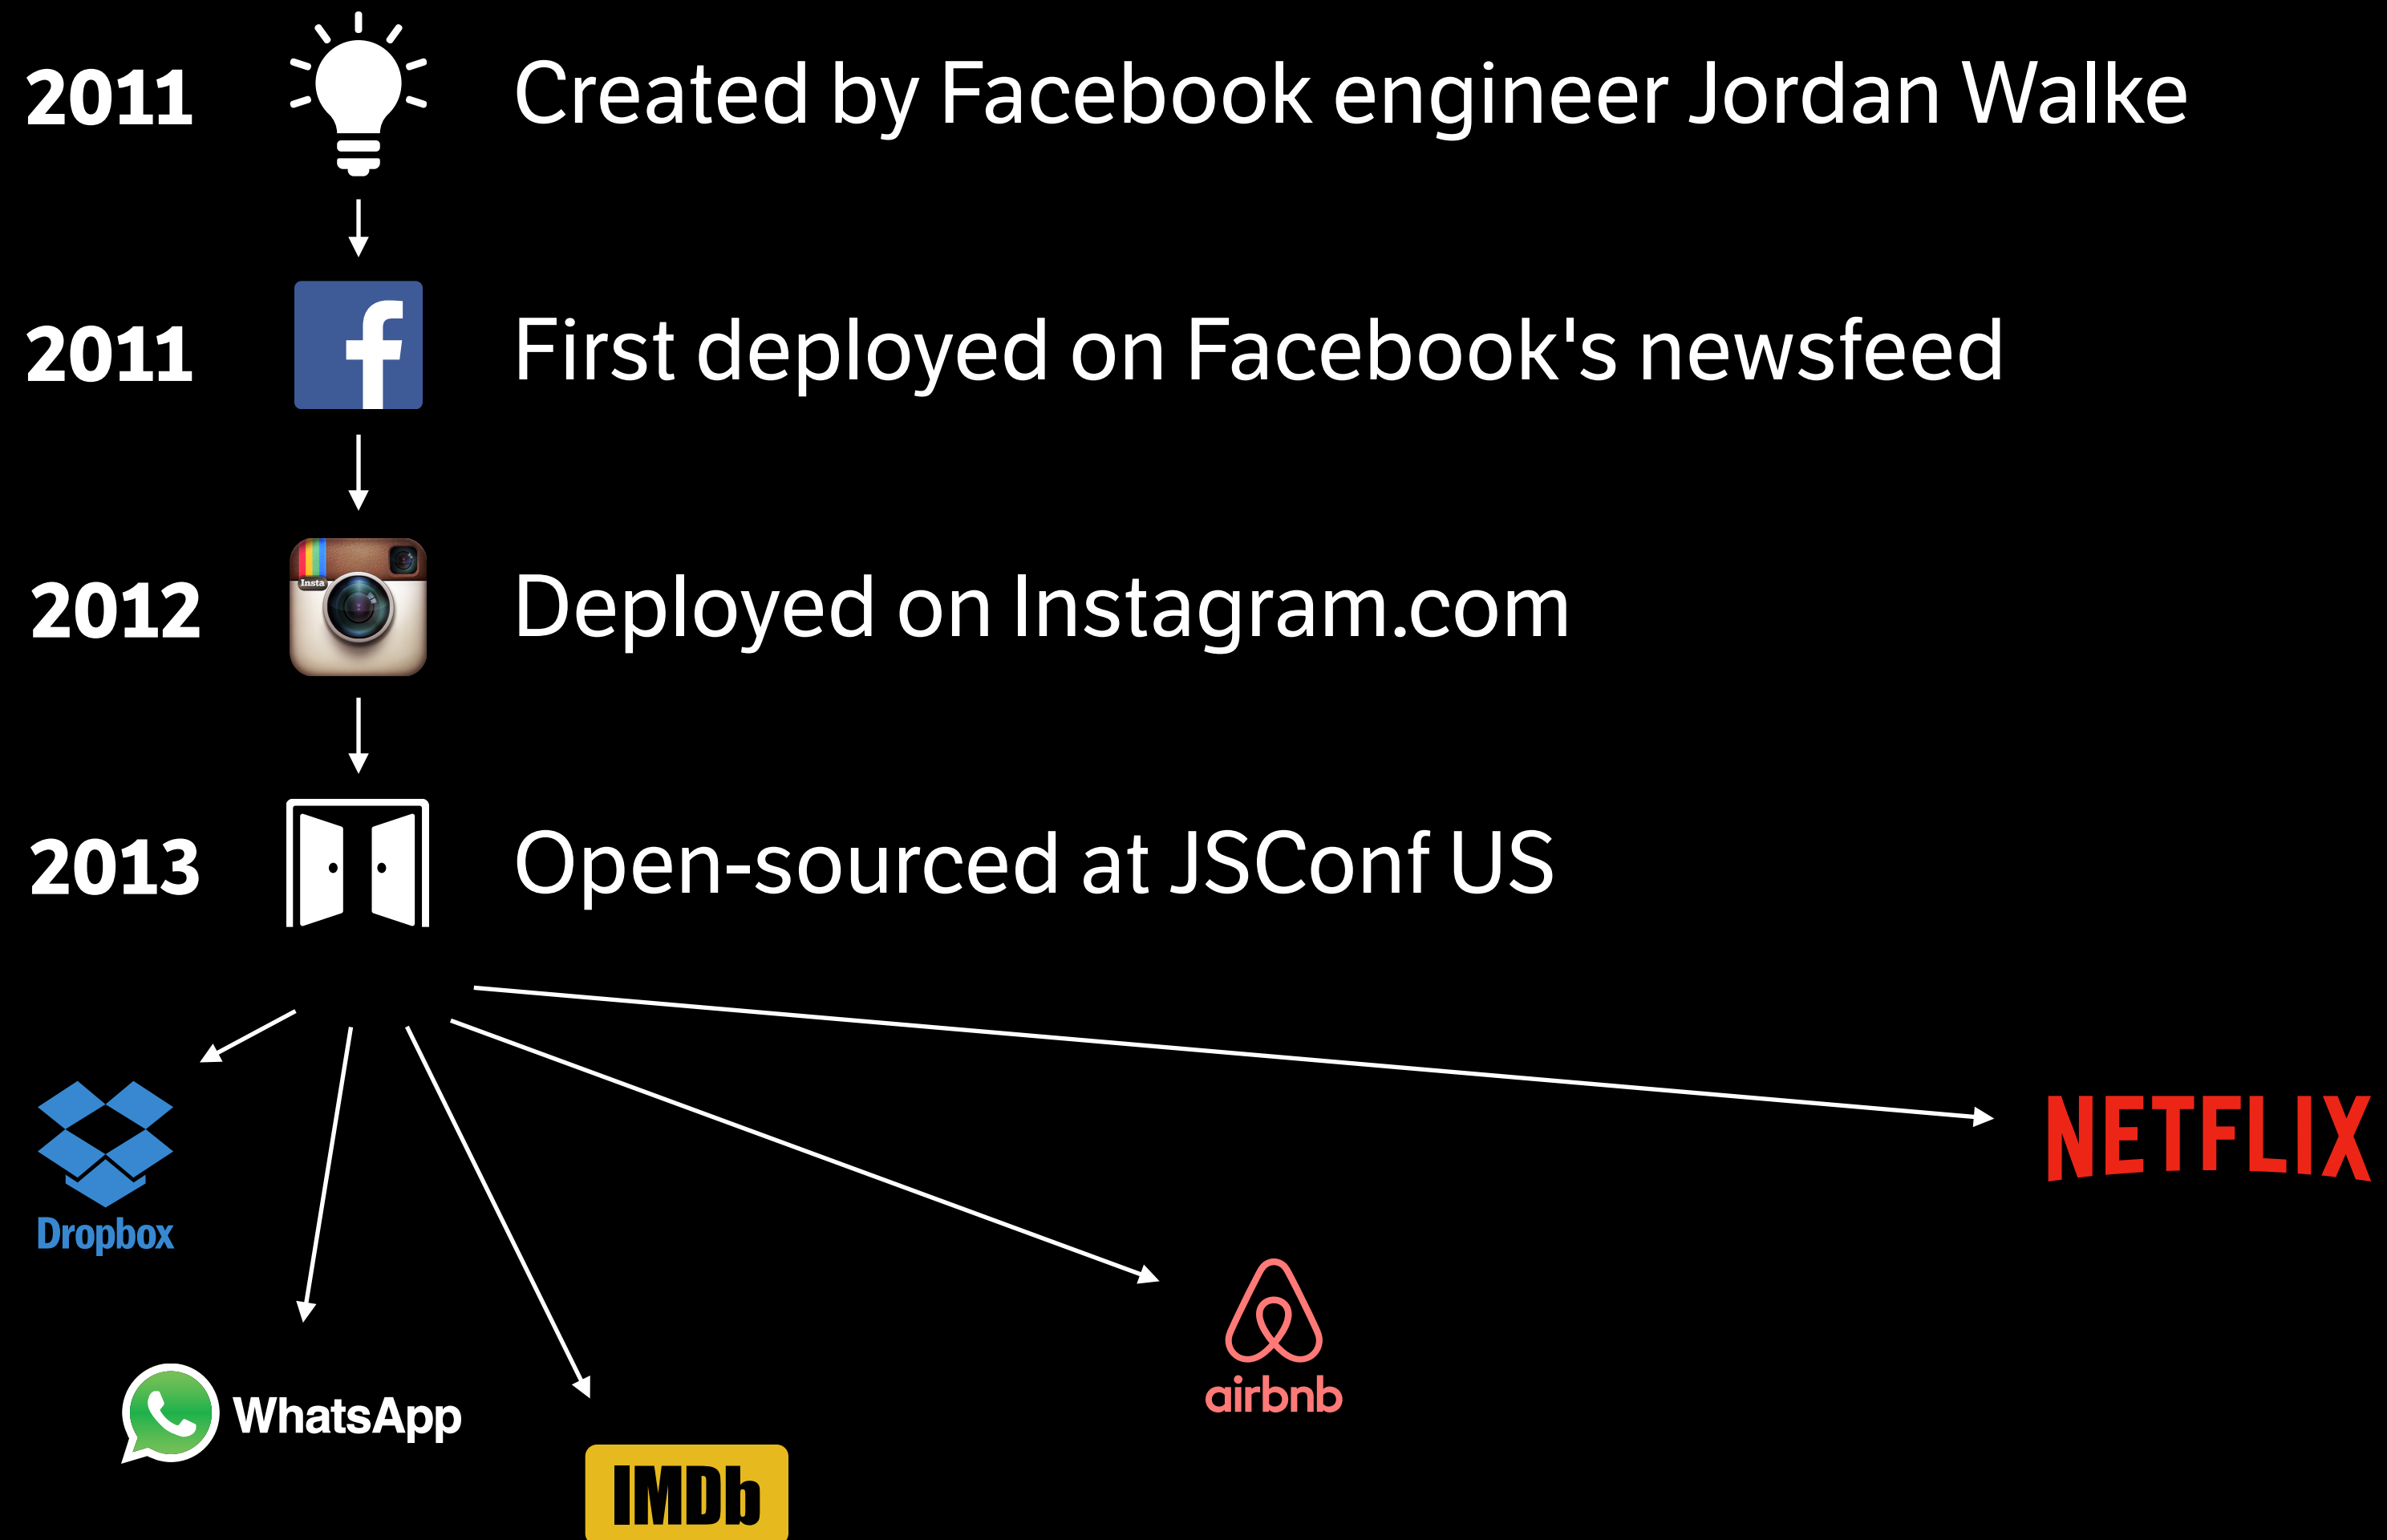 2011
Created by Facebook engineer Jordan Walke
2011
f
First deployed on Facebook's newsfeed
2012
Insta
Deployed on Instagram.com
2013
Open-sourced at JSConf US
NETFLIX
Dropbox
airbnb
WhatsApp
IMDb